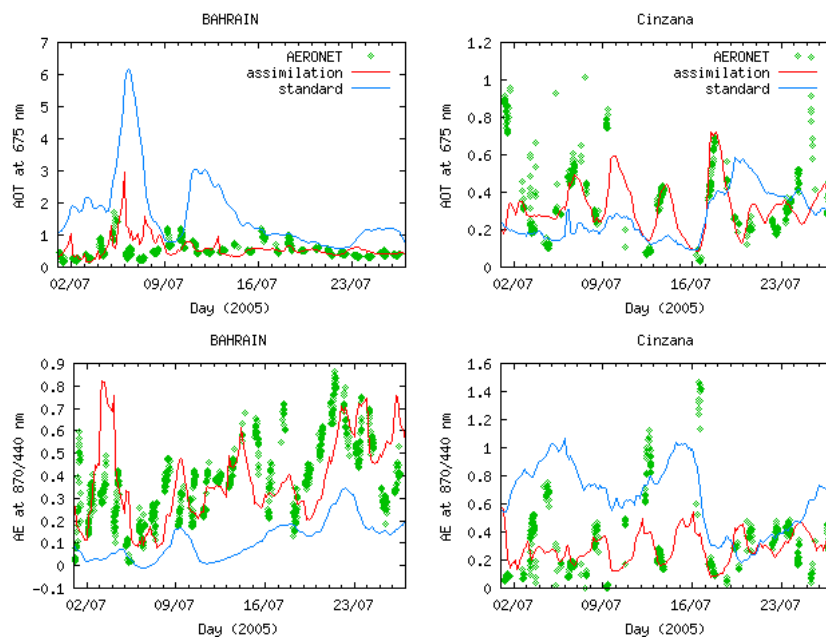 BAHRAIN
7
6
5
4
3
2
1
0
AOT at 675 nm
AERONET
assimilation
standard
02/07 09/07 16/07 23/07
Day (2005)
Cinzana
1.2
1
0.8
0.6
0.4
0.2
0
AOT at 675 nm
AERONET
assimilation
standard
02/07 09/07 16/07 23/07
Day (2005)
BAHRAIN
0.9
0.8
0.7
0.6
0.5
0.4
0.3
0.2
0.1
0
-0.1
AE at 870/440 nm
02/07 09/07 16/07 23/07
Day (2005)
Cinzana
1.6
1.4
1.2
1
0.8
0.6
0.4
0.2
0
AE at 870/440 nm
02/07 09/07 16/07 23/07
Day (2005)